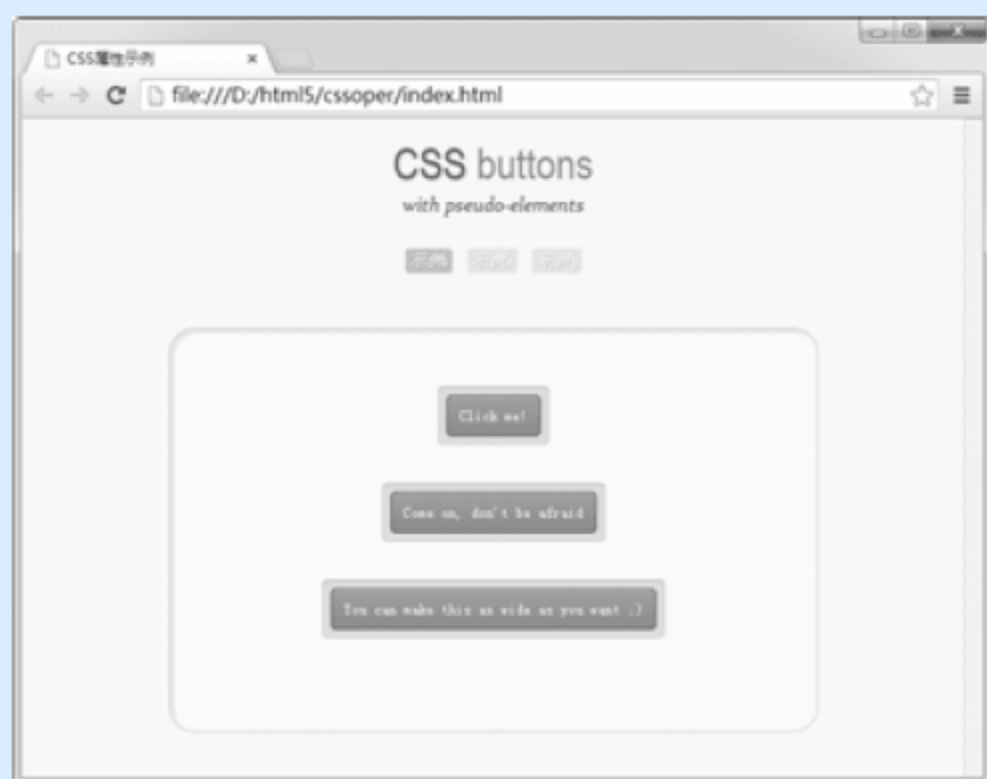 CSS属性示例
file:///D:/html5/cssoper/index.html
CSS buttons
with pseudo-elements
Click me!
Come on, don't be afraid
You can make this as wide as you want ;)